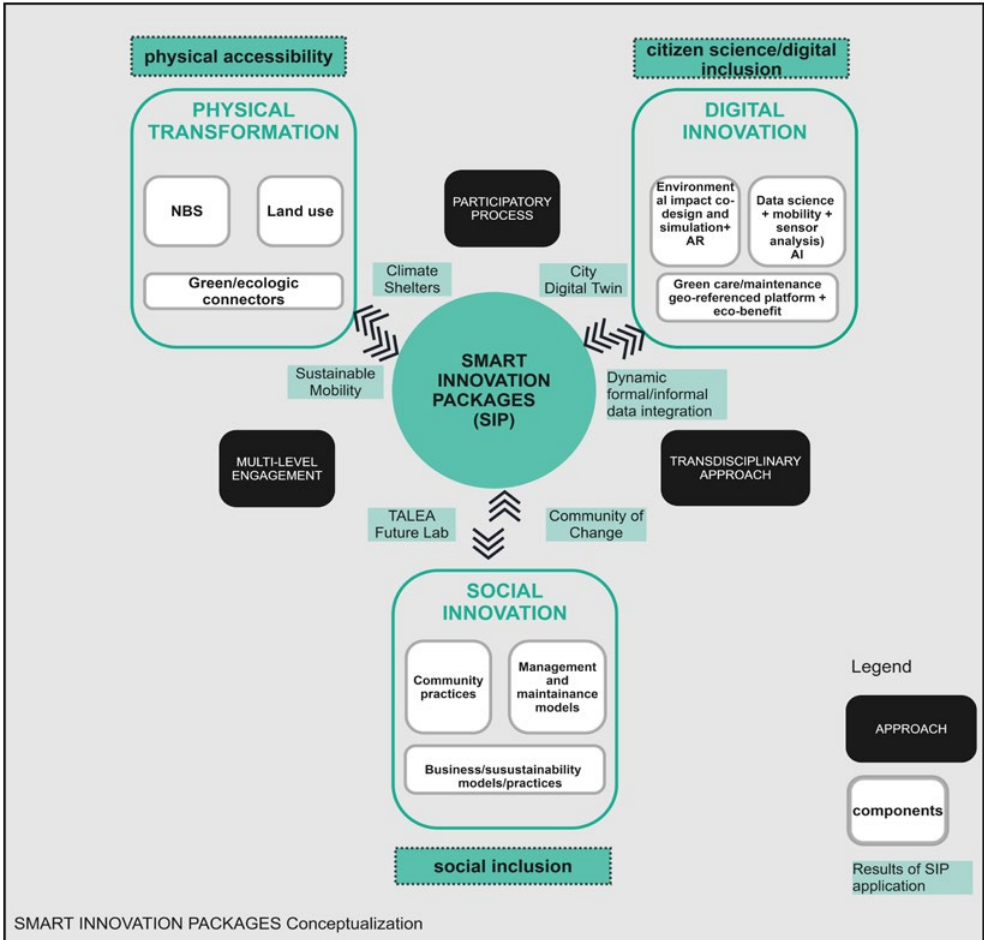 physical accessibility
citizen science/digital
inclusion
PHYSICAL
TRANSFORMATION
NBS
Land use
Green/ecologic
connectors
DIGITAL
INNOVATION
Environment
al impact co-
design and
simulation+
AR
Data science
+ mobility +
sensor
analysis)
AI
Green care/maintenance
geo-referenced platform +
eco-benefit
PARTICIPATORY
PROCESS
Climate
Shelters
City
Digital Twin
Sustainable
Mobility
SMART
INNOVATION
PACKAGES
(SIP)
Dynamic
formal/informal
data integration
MULTI-LEVEL
ENGAGEMENT
TRANSDISCIPLINARY
APPROACH
TALEA
Future Lab
Community of
Change
SOCIAL
INNOVATION
Community
practices
Management
and
maintainance
models
Business/susustainability
models/practices
social inclusion
Legend
APPROACH
components
Results of SIP
application
SMART INNOVATION PACKAGES Conceptualization